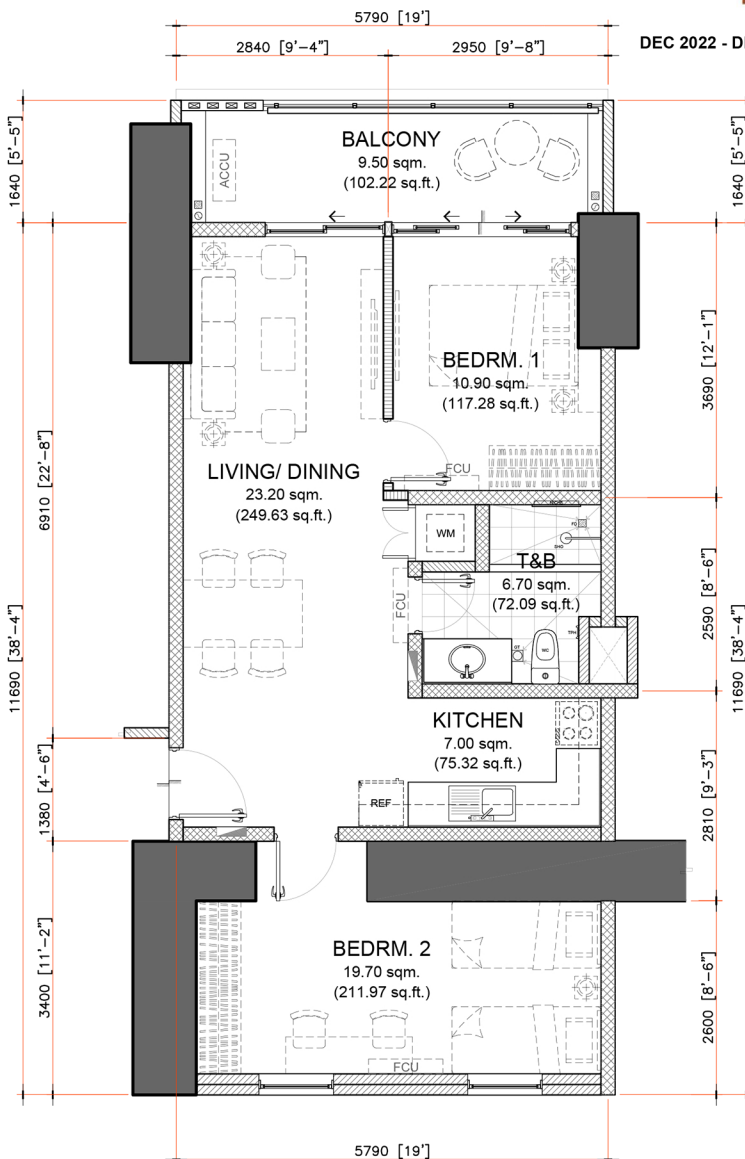 5790 [19']
2840 [9'-4"]
2950 [9'-8"]
DEC 2022 - D
1640 [5'-5"]
1640 [5'-5"]
BALCONY
9.50 sqm.
(102.22 sq.ft.)
ACCU
BEDRM. 1
10.90 sqm.
(117.28 sq.ft.)
3690 [12'-1"]
6910 [22'-8"]
LIVING/ DINING
23.20 sqm.
(249.63 sq.ft.)
FCU
WM
T&B
6.70 sqm.
(72.09 sq.ft.)
FCU
WC
2590 [8'-6"]
11690 [38'-4"]
11690 [38'-4"]
KITCHEN
7.00 sqm.
(75.32 sq.ft.)
REF
1380 [4'-6"]
2810 [9'-3"]
BEDRM. 2
19.70 sqm.
(211.97 sq.ft.)
FCU
3400 [11'-2"]
2600 [8'-6"]
5790 [19']